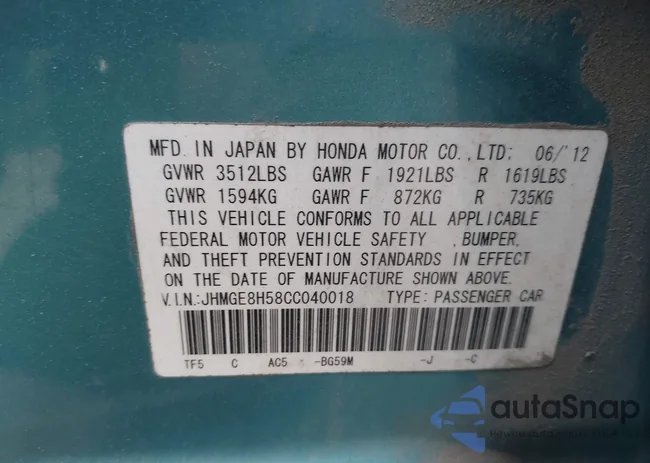 MFD. IN JAPAN BY HONDA MOTOR CO.,LTD: 06/'12
GVWR 3512LBS GAWR F 1921LBS R 1619LBS
GVWR 1594KG GAWR F 872KG R 735KG
THIS VEHICLE CONFORMS TO ALL APPLICABLE
FEDERAL MOTOR VEHICLE SAFETY ,BUMPER,
AND THEFT PREVENTION STANDARDS IN EFFECT
ON THE DATE OF MANUFACTURE SHOWN ABOVE.
V.I.N.:JHMGE8H58CC040018 TYPE: PASSENGER CAR
TF5 C AC5 -BG59M -J -C
autaSnap